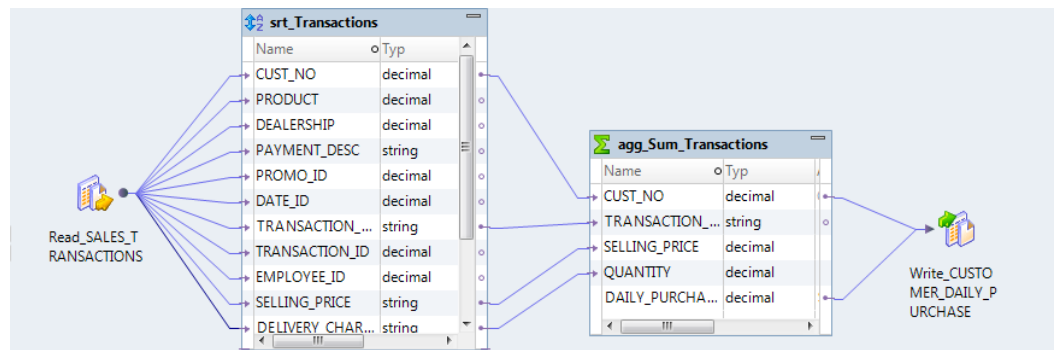 srt_Transactions
Name Typ
CUST_NO decimal
PRODUCT decimal
DEALERSHIP decimal
PAYMENT_DESC string
PROMO_ID decimal
DATE_ID decimal
TRANSACTION_... string
TRANSACTION_ID decimal
EMPLOYEE_ID decimal
SELLING_PRICE string
DELIVERY_CHAR... string
Read_SALES_T
RANSACTIONS
agg_Sum_Transactions
Name Typ
CUST_NO decimal
TRANSACTION_... string
SELLING_PRICE decimal
QUANTITY decimal
DAILY_PURCHA... decimal
Write_CUSTO
MER_DAILY_P
URCHASE